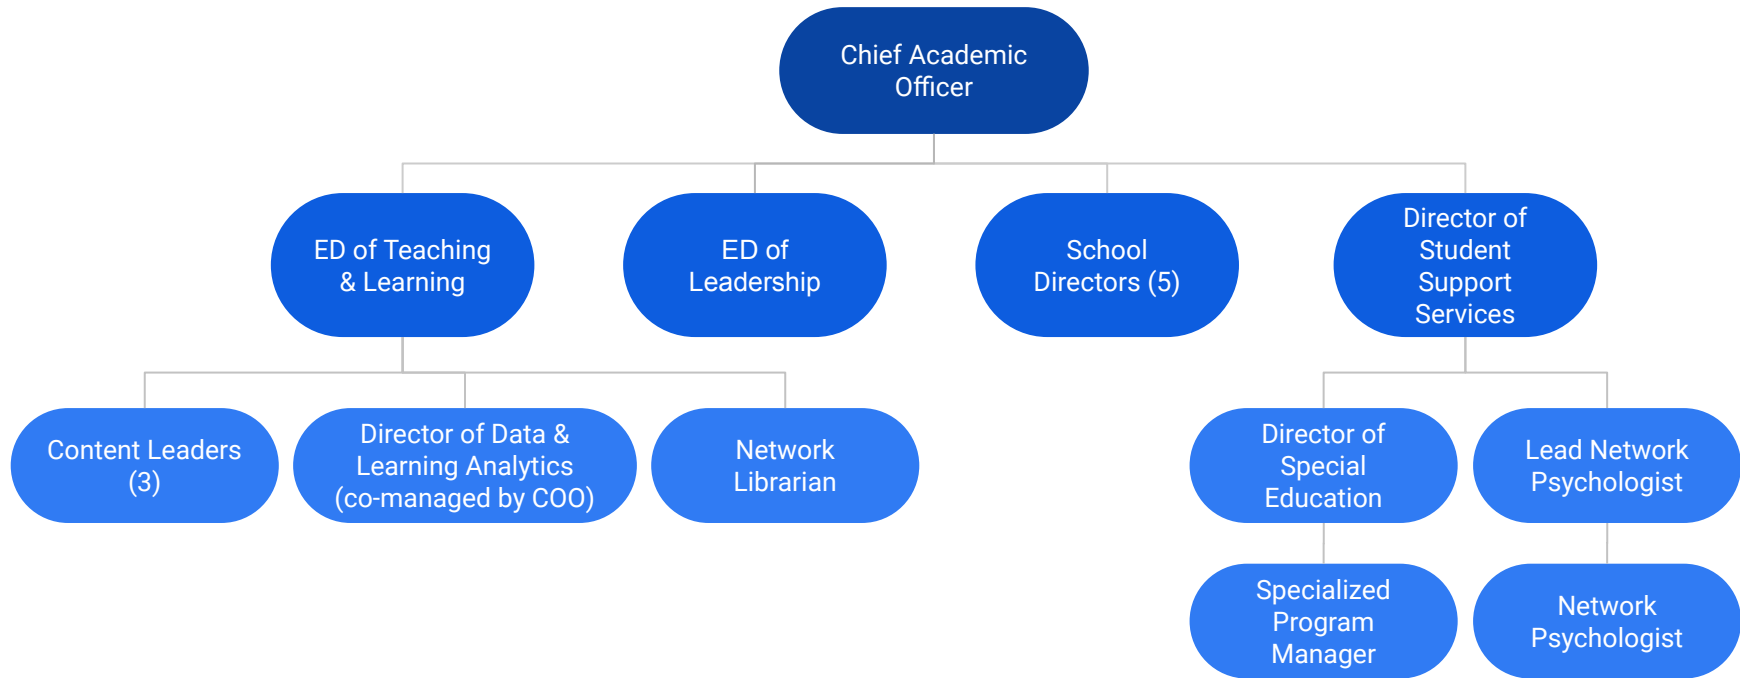 Chief Academic
Officer
ED of Teaching
& Learning
ED of
Leadership
School
Directors (5)
Director of
Student
Support
Services
Content Leaders
(3)
Director of Data &
Learning Analytics
(co-managed by COO)
Network
Librarian
Director of
Special
Education
Lead Network
Psychologist
Specialized
Program
Manager
Network
Psychologist